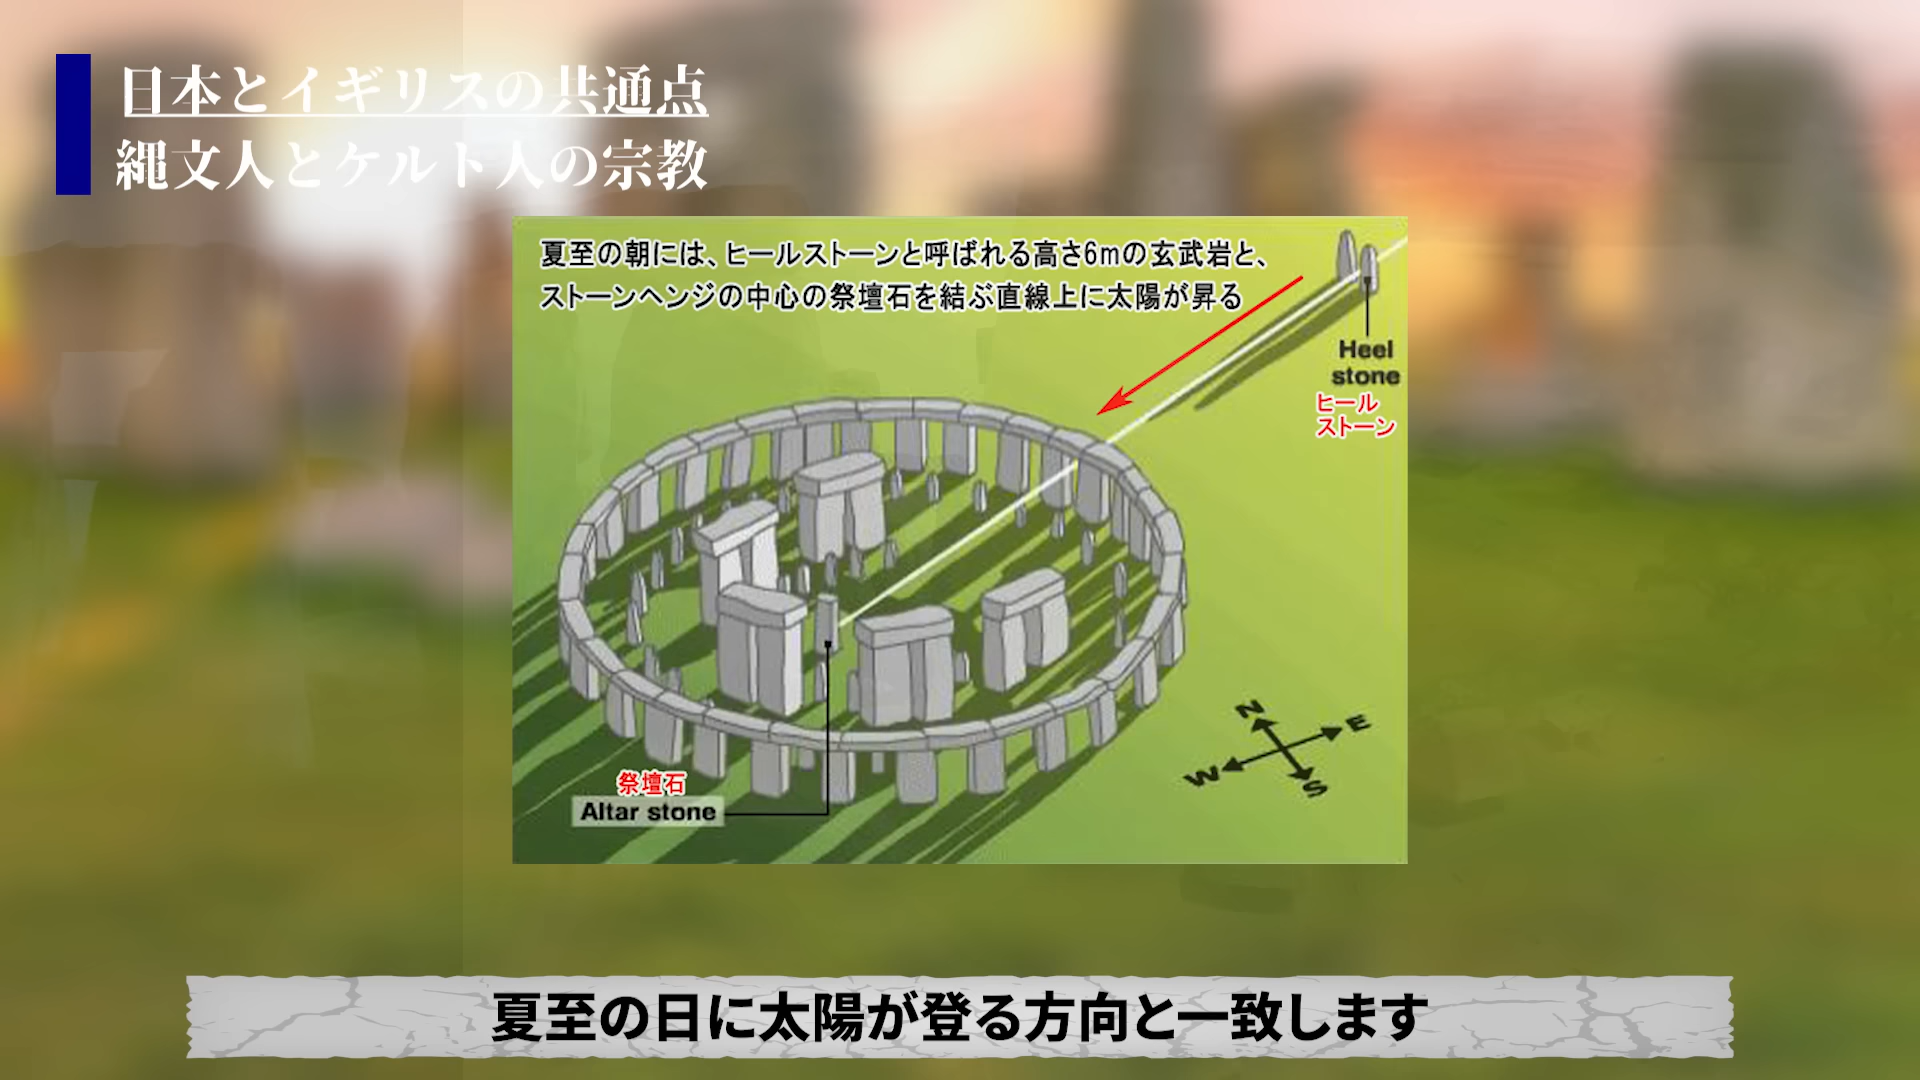 日本とイギリスの共通点
縄文人とケルト人の宗教
夏至の朝には、ヒールストーンと呼ばれる高さ6mの玄武岩と、
ストーンヘンジの中心の祭壇石を結ぶ直線上に太陽が昇る
Heel
stone
ヒール
ストーン
N
E
W
S
祭壇石
Altar stone
夏至の日に太陽が登る方向と一致します